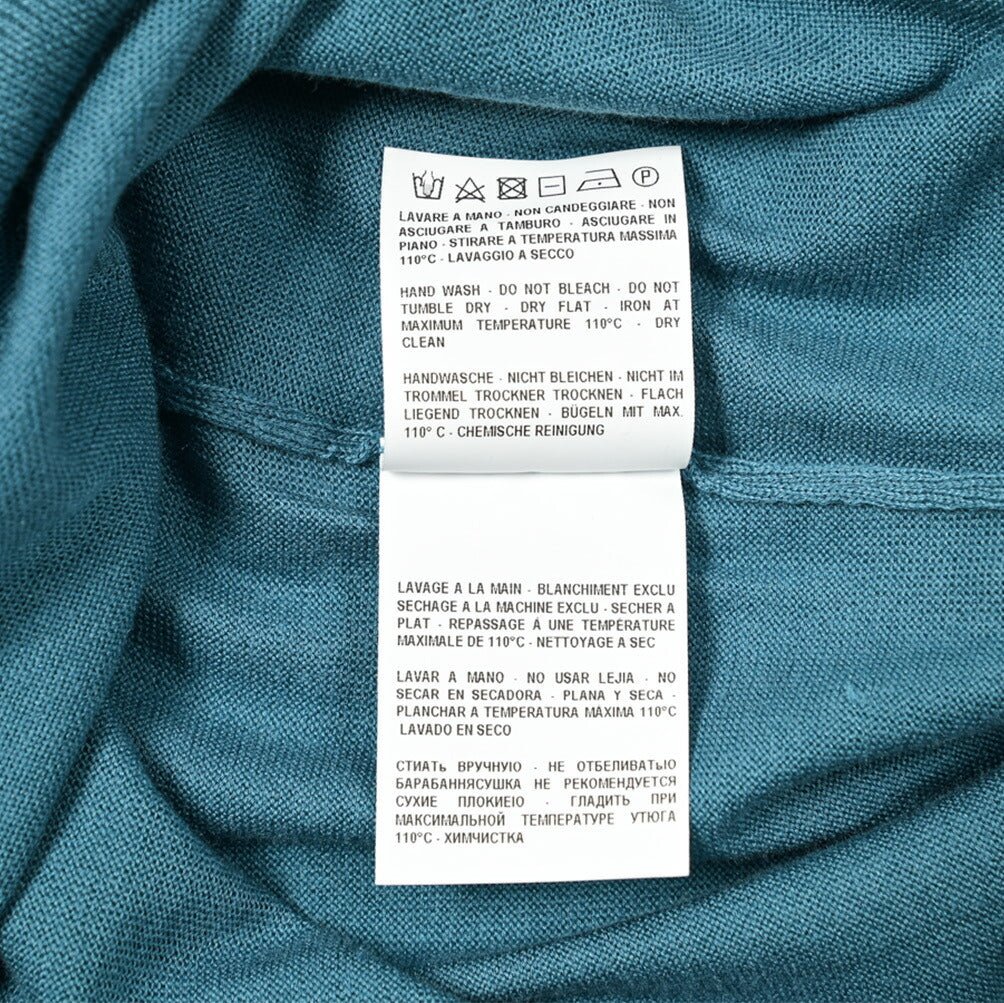 P
LAVARE A MANO - NON CANDEGGIARE - NON
ASCIUGARE A TAMBURO - ASCIUGARE IN
PIANO - STIRARE A TEMPERATURA MASSIMA
110°C - LAVAGGIO A SECCO
HAND WASH - DO NOT BLEACH - DO NOT
TUMBLE DRY - DRY FLAT - IRON AT
MAXIMUM TEMPERATURE 110°C - DRY
CLEAN
HANDWASCHE - NICHT BLEICHEN - NICHT IM
TROMMEL TROCKNER TROCKNEN - FLACH
LIEGEND TROCKNEN - BÜGELN MIT MAX.
110° C - CHEMISCHE REINIGUNG
LAVAGE A LA MAIN - BLANCHIMENT EXCLU
SECHAGE A LA MACHINE EXCLU - SECHER A
PLAT - REPASSAGE À UNE TEMPÉRATURE
MAXIMALE DE 110°C - NETTOYAGE A SEC
LAVAR A MANO - NO USAR LEJIA - NO
SECAR EN SECADORA - PLANA Y SECA -
PLANCHAR A TEMPERATURA MÁXIMA 110°C
LAVADO EN SECO
СТИАТЬ ВРУЧНУЮ - НЕ ОТБЕЛИВАТЬЮ
БАРАБАННЯСУШКА НЕ РЕКОМЕНДУЕТСЯ
СУХИЕ ПЛОКИЕЮ - ГЛАДИТЬ ПРИ
МАКСИМАЛЬНОЙ ТЕМПЕРАТУРЕ УТЮГА
110°C - ХИМЧИСТКА